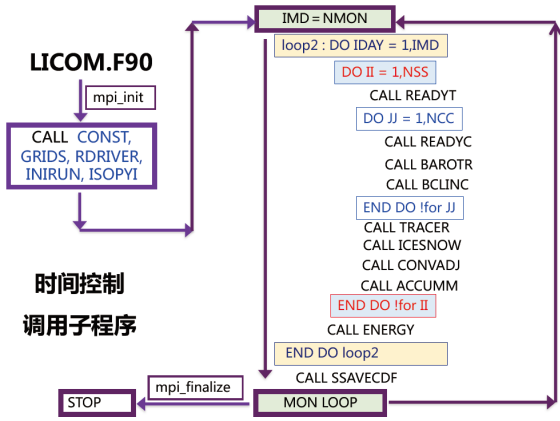 LICOM.F90
mpi_init
CALL CONST,
GRIDS, RDRIVER,
INIRUN, ISOPYI
时间控制
调用子程序
IMD = NMON
loop2 : DO IDAY = 1,IMD
DO II = 1,NSS
CALL READYT
DO JJ = 1,NCC
CALL READYC
CALL BAROTR
CALL BCLINC
END DO !for JJ
CALL TRACER
CALL ICESNOW
CALL CONVADJ
CALL ACCUMM
END DO !for II
CALL ENERGY
END DO loop2
CALL SSAVECDF
MON LOOP
mpi_finalize
STOP